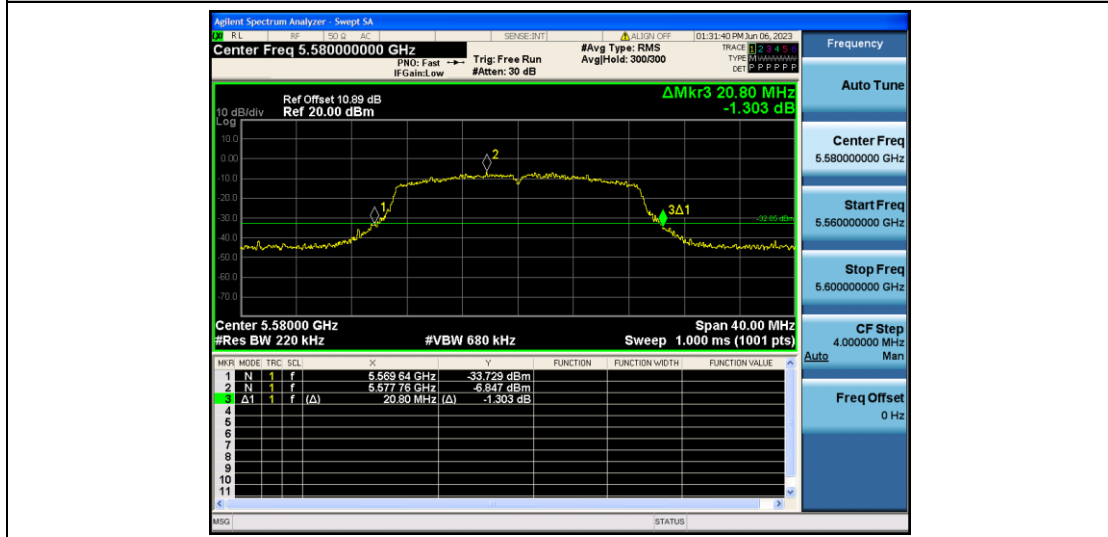 Agilent Spectrum Analyzer - Swept SA
RL RF 50 Ω AC SENSE:INT ALIGN OFF 01:31:40 PM Jun 06, 2023
Center Freq 5.580000000 GHz
PNO: Fast
IFGain:Low
Trig: Free Run
#Atten: 30 dB
#Avg Type: RMS
Avg|Hold: 300/300
TRACE 1 2 3 4 5 6
TYPE M
DET P P P P P P
Frequency
Auto Tune
Center Freq
5.580000000 GHz
Start Freq
5.560000000 GHz
Stop Freq
5.600000000 GHz
CF Step
4.000000 MHz
Auto Man
Freq Offset
0 Hz
ΔMkr3 20.80 MHz
-1.303 dB
Ref Offset 10.89 dB
10 dB/div Ref 20.00 dBm
Log
10.0
0.00
-10.0
-20.0
-30.0
-40.0
-50.0
-60.0
-70.0
1
2
3Δ1
-32.85 dBm
Center 5.58000 GHz Span 40.00 MHz
#Res BW 220 kHz #VBW 680 kHz Sweep 1.000 ms (1001 pts)
MKR MODE TRC SCL X Y FUNCTION FUNCTION WIDTH FUNCTION VALUE
1 N 1 f 5.569 64 GHz -33.729 dBm
2 N 1 f 5.577 76 GHz -6.847 dBm
3 Δ1 1 f (Δ) 20.80 MHz (Δ) -1.303 dB
4
5
6
7
8
9
10
11
MSG STATUS